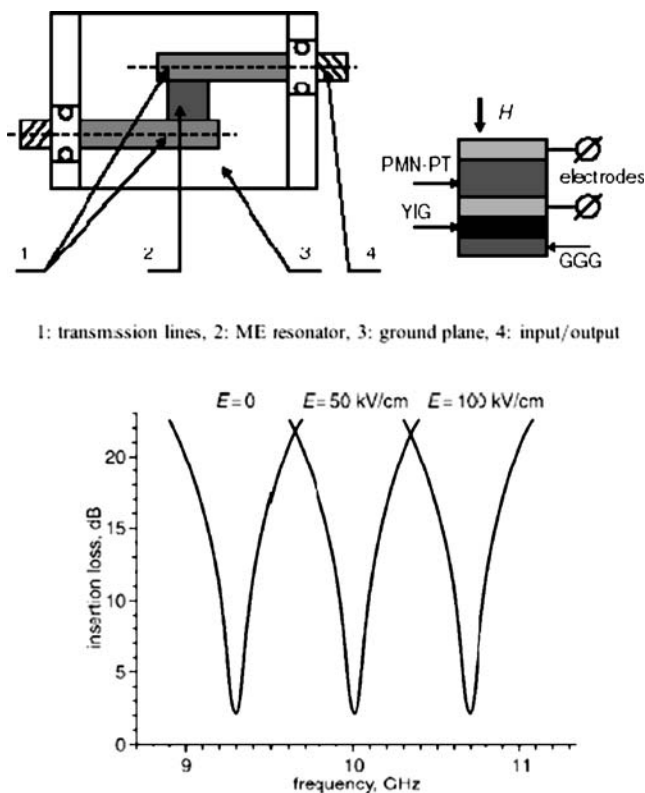 H
PMN-PT
electrodes
YIG
GGG
1 2 3 4
1: transmission lines, 2: ME resonator, 3: ground plane, 4: input/output
E = 0 E = 50 kV/cm E = 100 kV/cm
20
15
10
5
0
insertion loss, dB
9 10 11
frequency, GHz